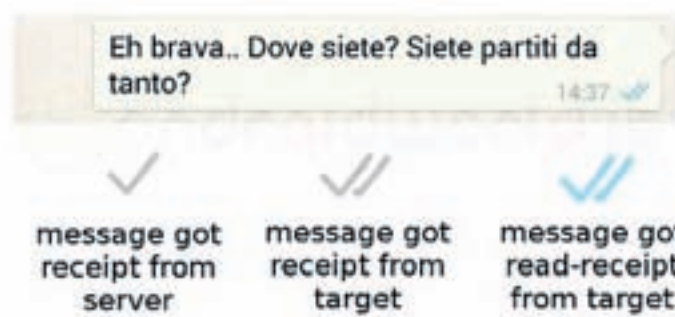 Eh brava.. Dove siete? Siete partiti da
tanto?
14:37
message got
receipt from
server
message got
receipt from
target
message got
read-receipt
from target